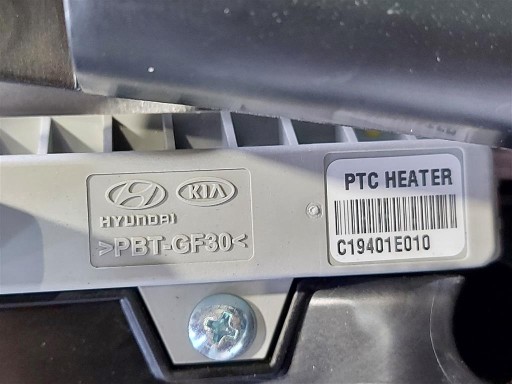 KIA
HYUNDAI
>PBT-GF30<
PTC HEATER
C19401E010